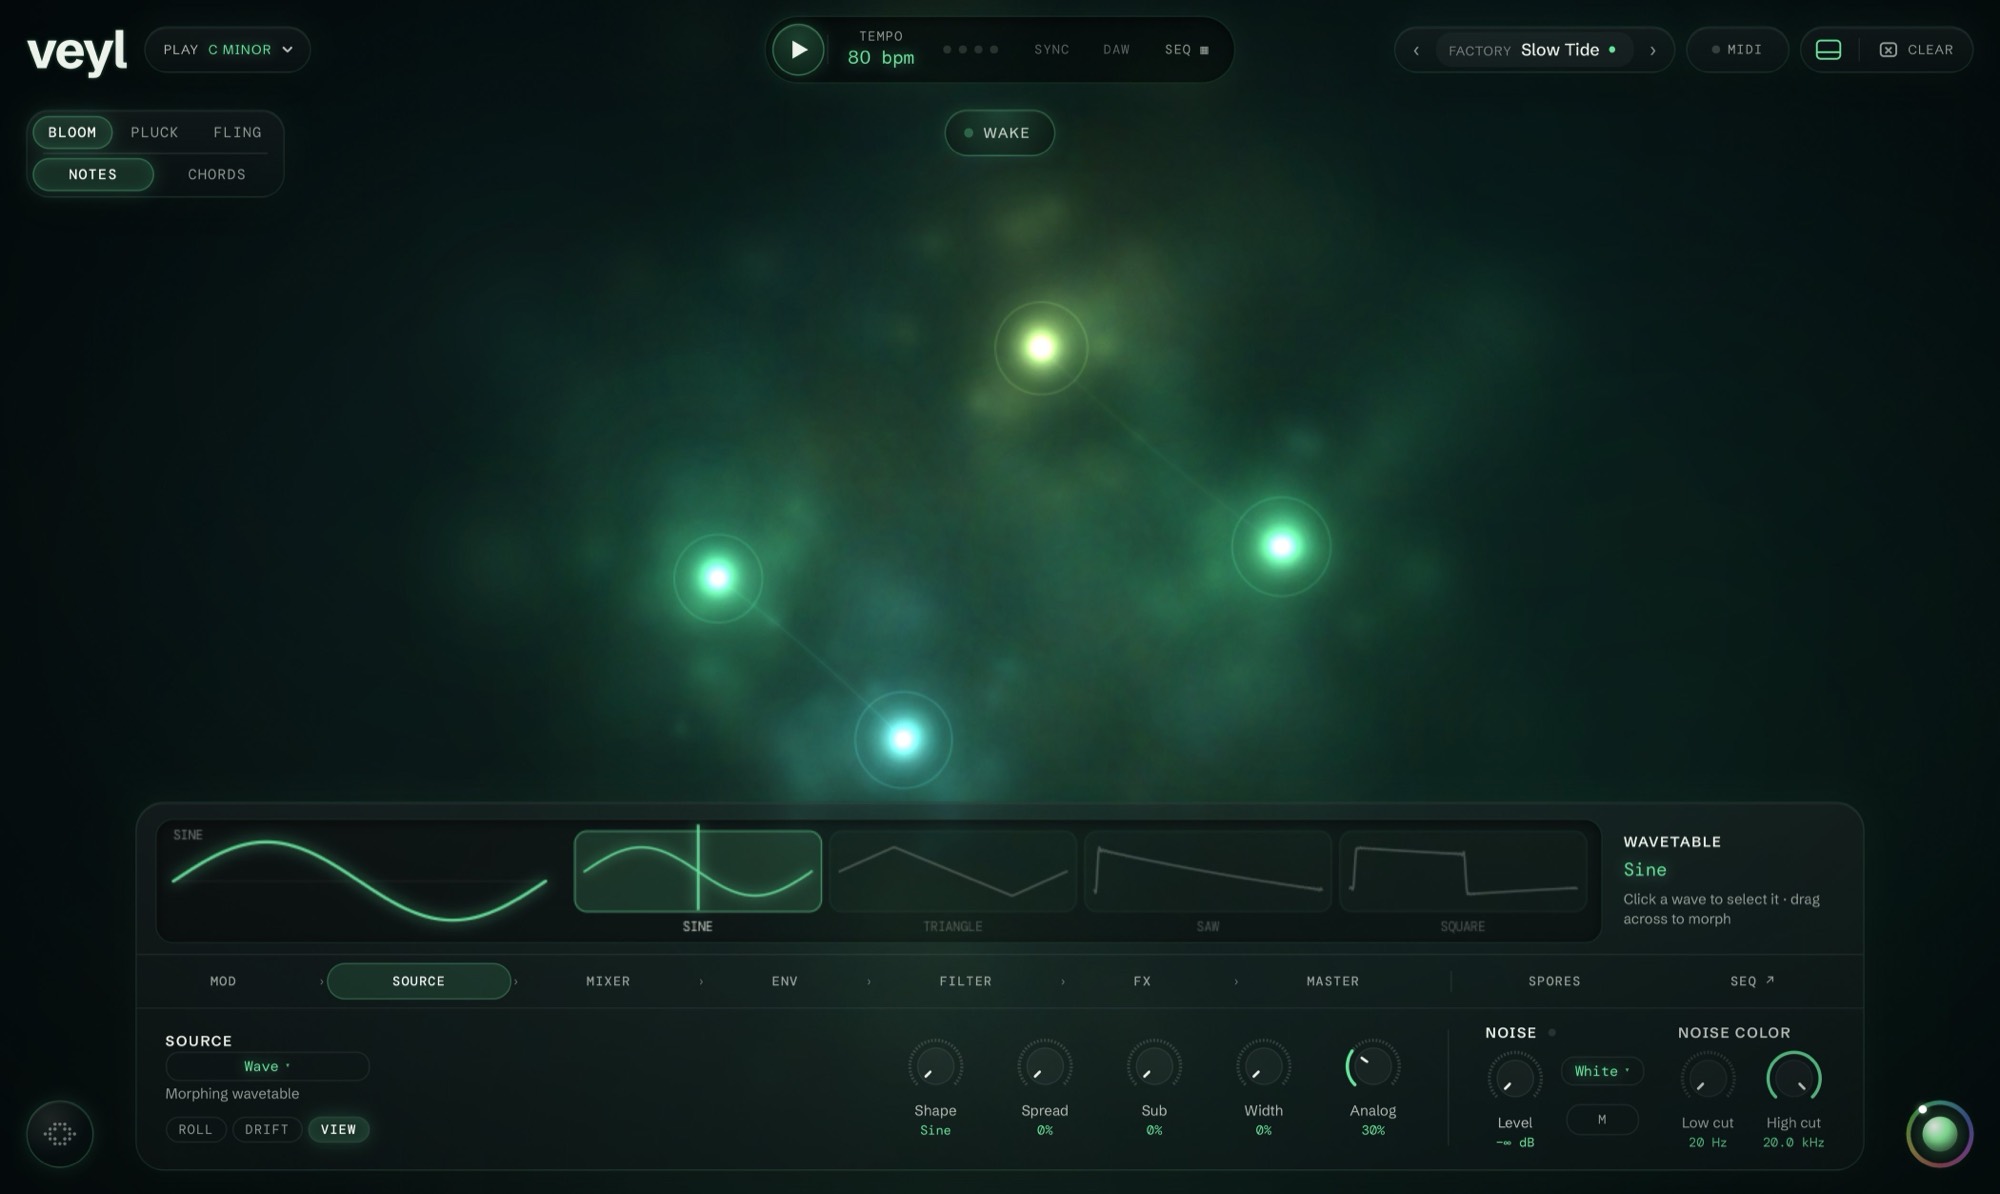 veyl
PLAY C MINOR
TEMPO
80 bpm
SYNC DAW SEQ
‹ FACTORY Slow Tide ›
MIDI
CLEAR
BLOOM PLUCK FLING
NOTES CHORDS
WAKE
SINE
SINE TRIANGLE SAW SQUARE
WAVETABLE
Sine
Click a wave to select it · drag
across to morph
MOD › SOURCE › MIXER › ENV › FILTER › FX › MASTER SPORES SEQ ↗
SOURCE
Wave
Morphing wavetable
ROLL DRIFT VIEW
Shape Spread Sub Width Analog
Sine 0% 0% 0% 30%
NOISE
White
M
Level
-∞ dB
NOISE COLOR
Low cut High cut
20 Hz 20.0 kHz